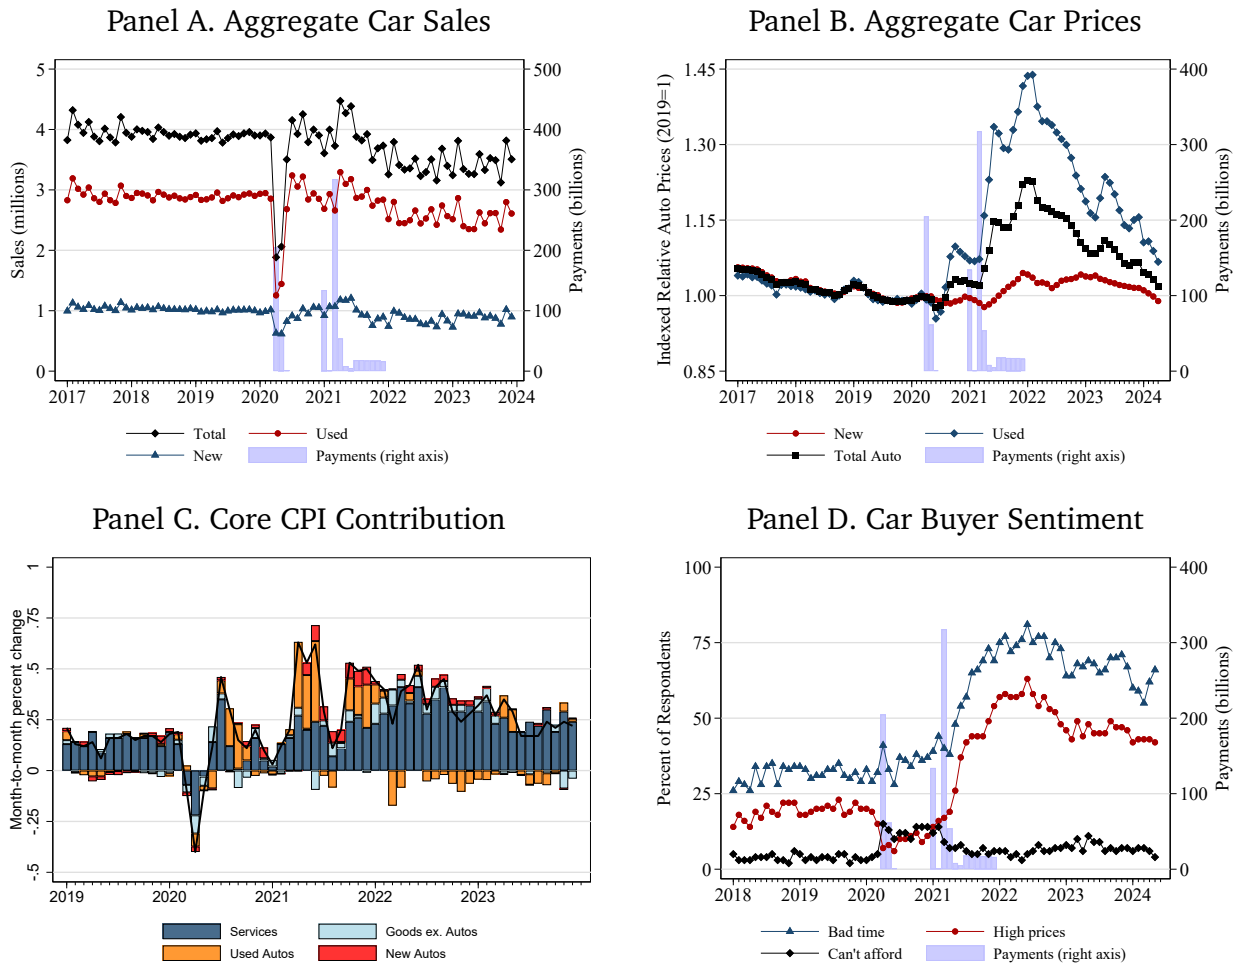 Panel A. Aggregate Car Sales
Sales (millions)
5
4
3
2
1
0
500
400
300
200
100
0
Payments (billions)
2017 2018 2019 2020 2021 2022 2023 2024
Total
Used
New
Payments (right axis)
Panel B. Aggregate Car Prices
Indexed Relative Auto Prices (2019=1)
1.45
1.30
1.15
1.00
0.85
400
300
200
100
0
Payments (billions)
2017 2018 2019 2020 2021 2022 2023 2024
New
Used
Total Auto
Payments (right axis)
Panel C. Core CPI Contribution
Month-to-month percent change
1
.75
.5
.25
0
-.25
-.5
2019 2020 2021 2022 2023
Services
Goods ex. Autos
Used Autos
New Autos
Panel D. Car Buyer Sentiment
Percent of Respondents
100
75
50
25
0
400
300
200
100
0
Payments (billions)
2018 2019 2020 2021 2022 2023 2024
Bad time
High prices
Can't afford
Payments (right axis)